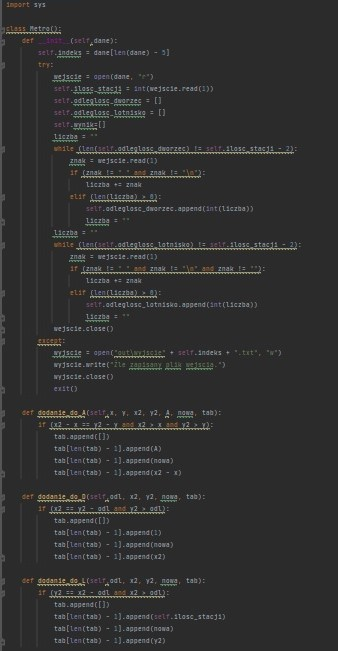 import sys
class Metro():
def __init__(self,dane):
self.indeks = dane[len(dane) - 5]
try:
wejscie = open(dane, "r")
self.ilosc_stacji = int(wejscie.read(1))
self.odleglosc_dworzec = []
self.odleglosc_lotnisko = []
self.wynik=[]
liczba = ""
while (len(self.odleglosc_dworzec) != self.ilosc_stacji - 2):
znak = wejscie.read(1)
if (znak != " " and znak != "\n"):
liczba += znak
elif (len(liczba) > 0):
self.odleglosc_dworzec.append(int(liczba))
liczba = ""
liczba = ""
while (len(self.odleglosc_lotnisko) != self.ilosc_stacji - 2):
znak = wejscie.read(1)
if (znak != " " and znak != "\n" and znak != ""):
liczba += znak
elif (len(liczba) > 0):
self.odleglosc_lotnisko.append(int(liczba))
liczba = ""
wejscie.close()
except:
wyjscie = open("out\wyjscie" + self.indeks + ".txt", "w")
wyjscie.write("Zle zapisany plik wejscia.")
wyjscie.close()
exit()
def dodanie_do_A(self,x, y, x2, y2, A, nowa, tab):
if (x2 - x == y2 - y and x2 > x and y2 > y):
tab.append([])
tab[len(tab) - 1].append(A)
tab[len(tab) - 1].append(nowa)
tab[len(tab) - 1].append(x2 - x)
def dodanie_do_D(self,odl, x2, y2, nowa, tab):
if (x2 == y2 - odl and y2 > odl):
tab.append([])
tab[len(tab) - 1].append(1)
tab[len(tab) - 1].append(nowa)
tab[len(tab) - 1].append(x2)
def dodanie_do_L(self,odl, x2, y2, nowa, tab):
if (y2 == x2 - odl and x2 > odl):
tab.append([])
tab[len(tab) - 1].append(self.ilosc_stacji)
tab[len(tab) - 1].append(nowa)
tab[len(tab) - 1].append(y2)